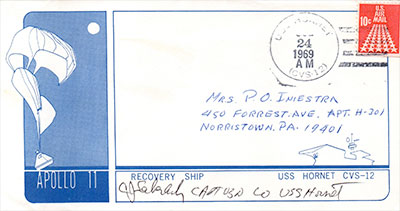 U.S.
AIR
MAIL
10c
24
1969
AM
(CVS-12)
MRS. P.O. INIESTRA
450 FORREST. AVE. APT. H-301
NORRISTOWN, PA. 19401
APOLLO 11
RECOVERY SHIP USS HORNET CVS-12
CAPT USN CO USS Hornet